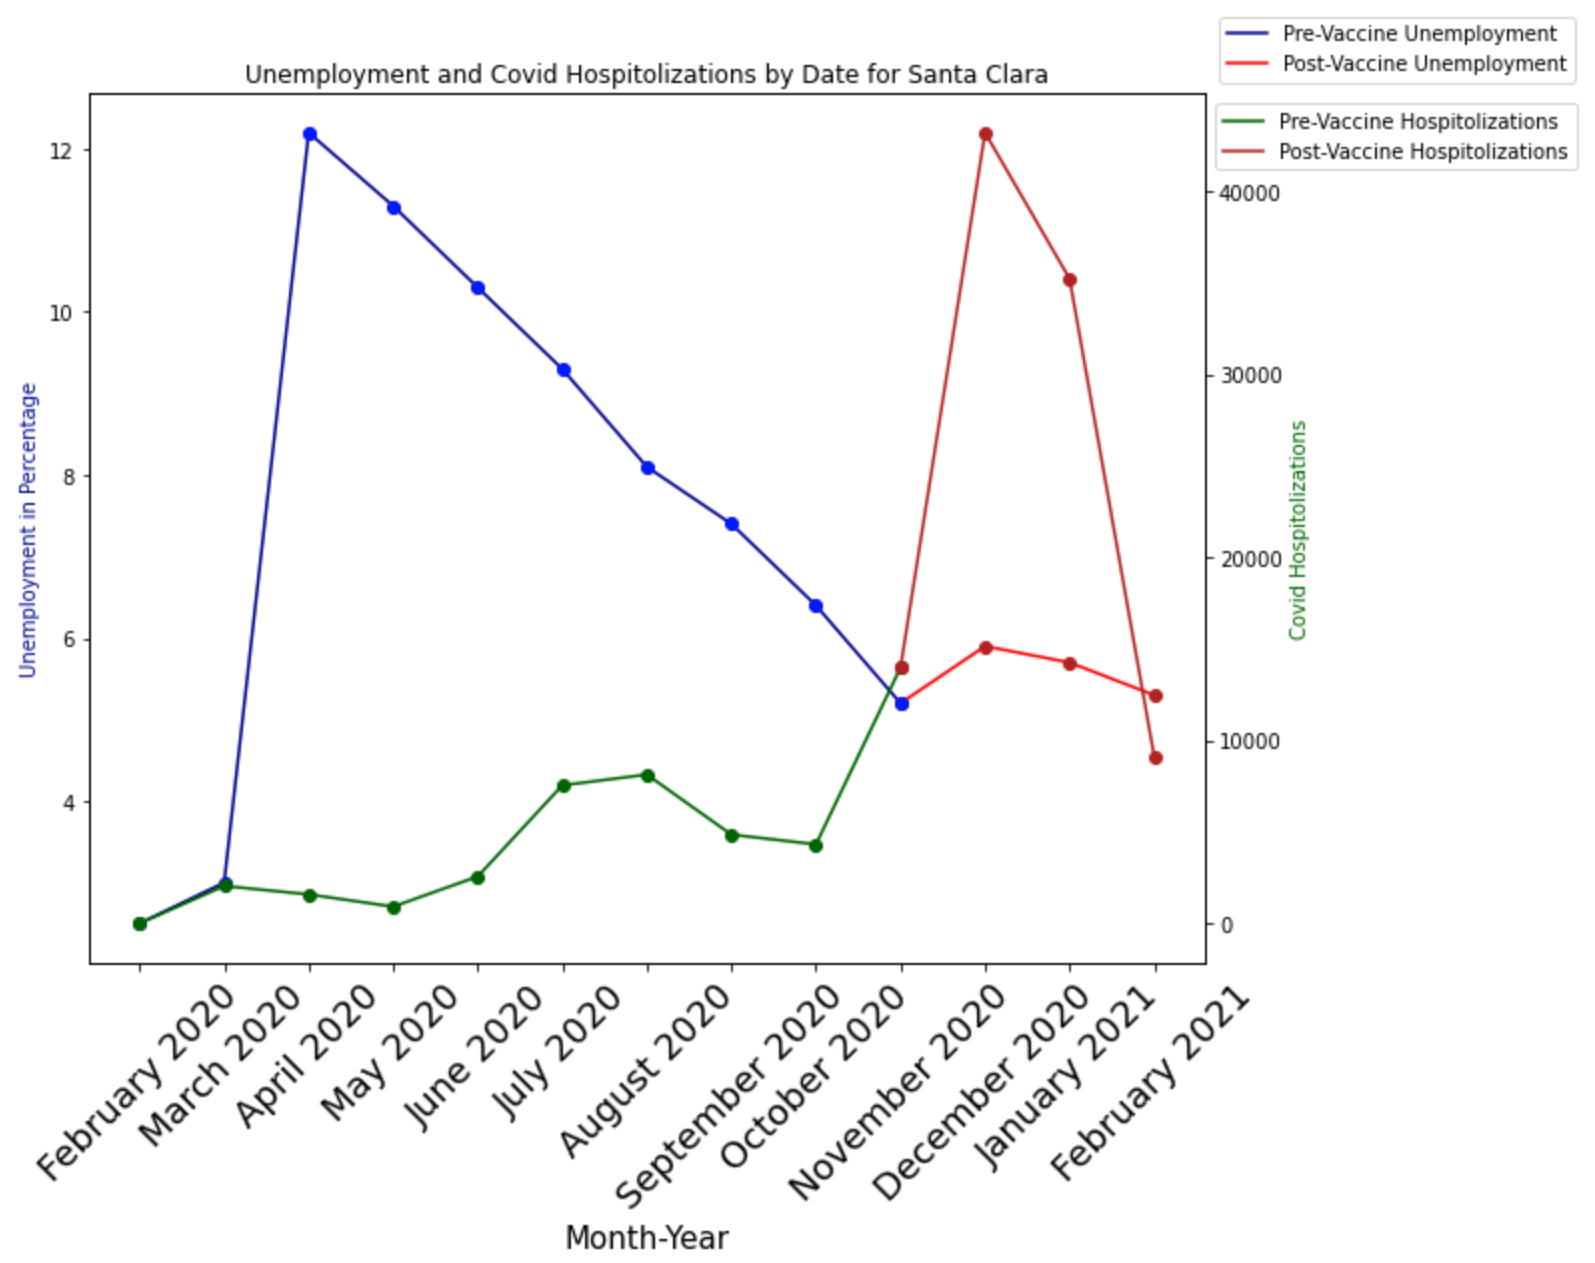 Pre-Vaccine Unemployment
Post-Vaccine Unemployment
Unemployment and Covid Hospitolizations by Date for Santa Clara
Pre-Vaccine Hospitolizations
Post-Vaccine Hospitolizations
12
10
8
6
4
Unemployment in Percentage
40000
30000
20000
10000
0
Covid Hospitolizations
February 2020
March 2020
April 2020
May 2020
June 2020
July 2020
August 2020
September 2020
October 2020
November 2020
December 2020
January 2021
February 2021
Month-Year